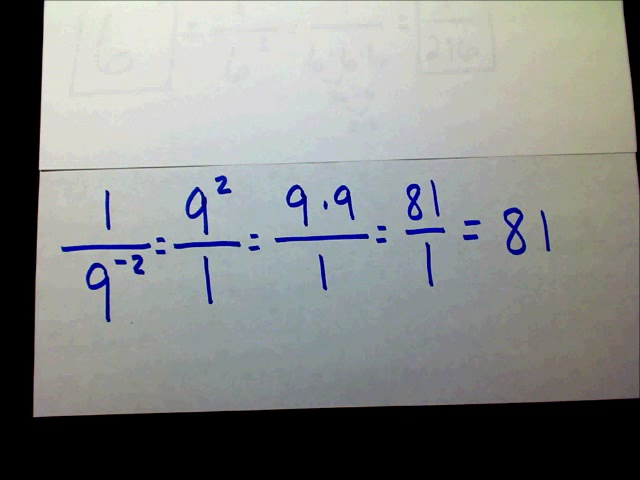 1/9⁻² = 9²/1 = 9·9/1 = 81/1 = 81